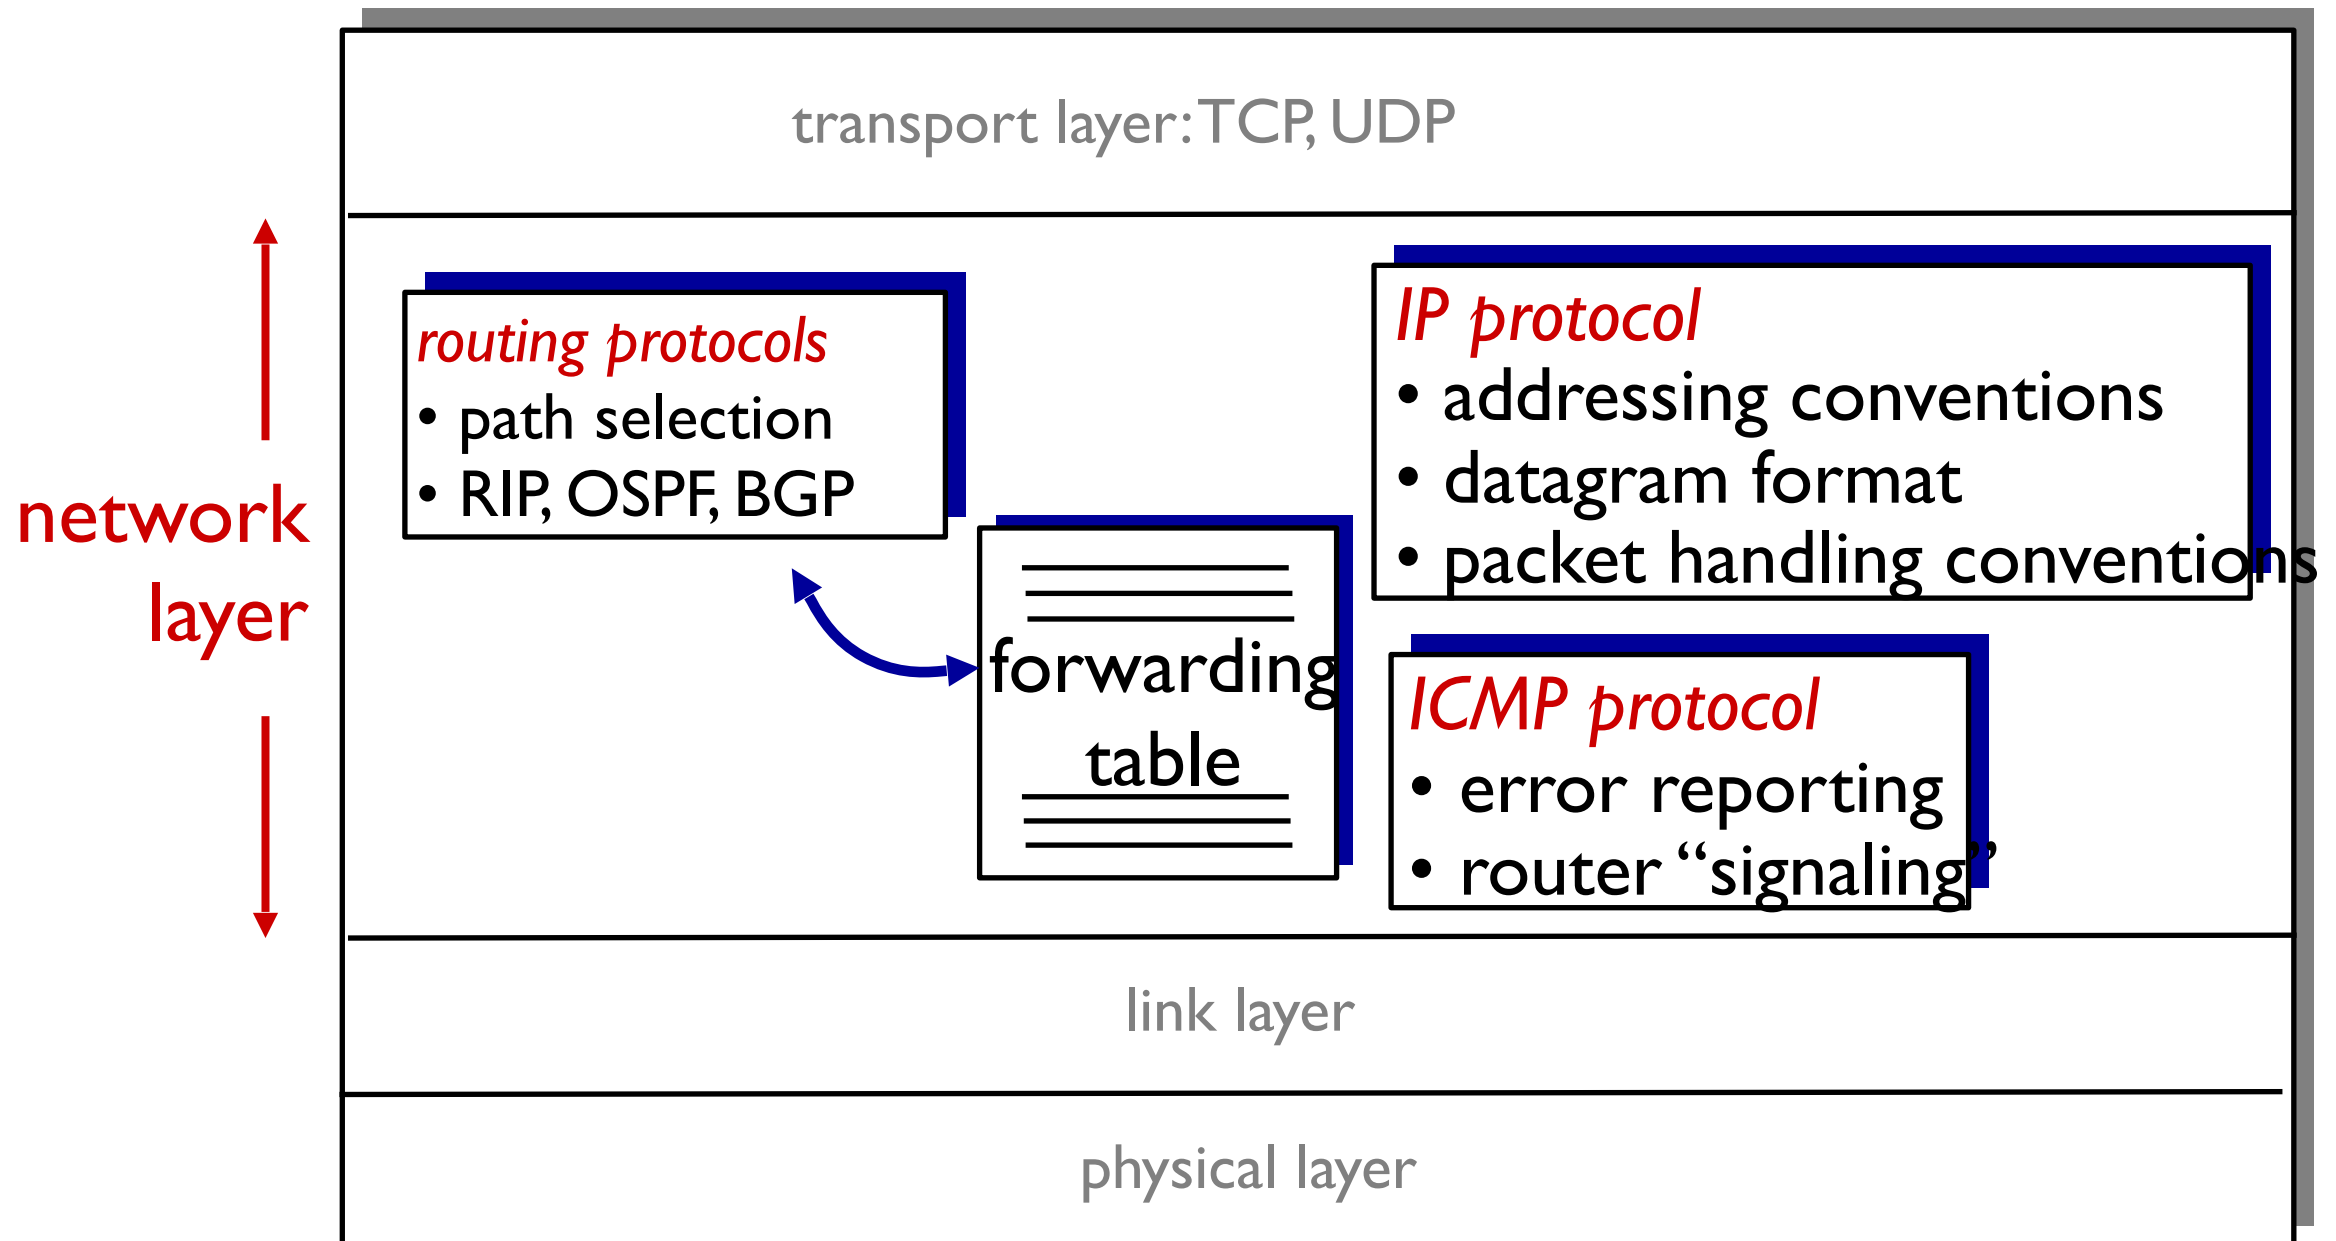 transport layer: TCP, UDP
network
layer
routing protocols
• path selection
• RIP, OSPF, BGP
forwarding
table
IP protocol
• addressing conventions
• datagram format
• packet handling conventions
ICMP protocol
• error reporting
• router “signaling”
link layer
physical layer